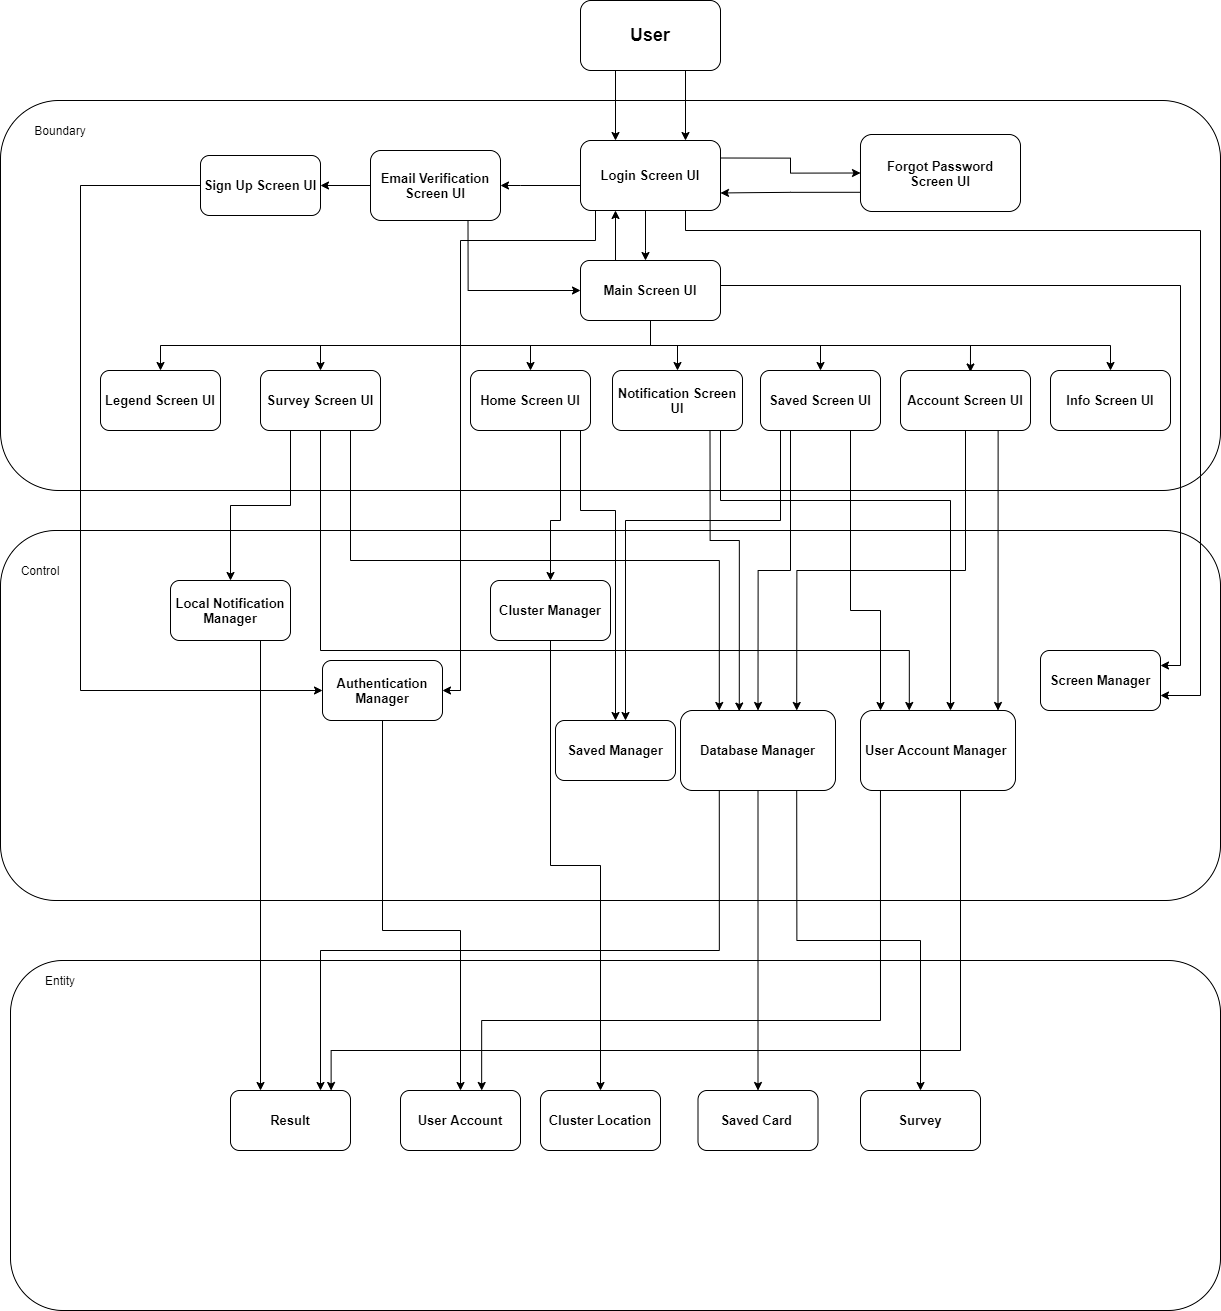 User
Boundary
Sign Up Screen UI
Email Verification
Screen UI
Login Screen UI
Forgot Password
Screen UI
Main Screen UI
Legend Screen UI
Survey Screen UI
Home Screen UI
Notification Screen
UI
Saved Screen UI
Account Screen UI
Info Screen UI
Control
Local Notification
Manager
Cluster Manager
Authentication
Manager
Screen Manager
Saved Manager
Database Manager
User Account Manager
Entity
Result
User Account
Cluster Location
Saved Card
Survey